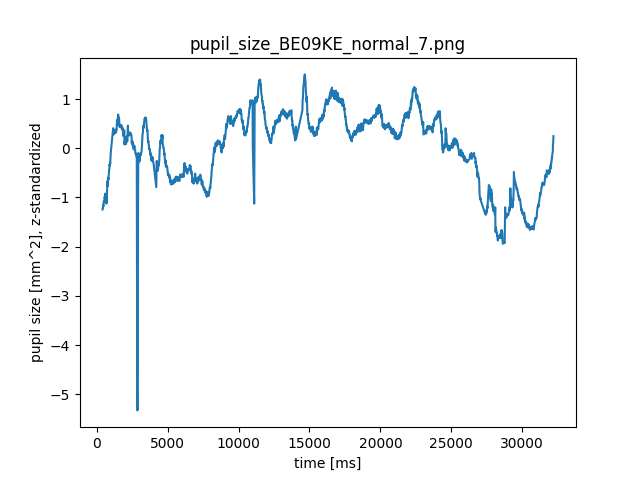 pupil_size_BE09KE_normal_7.png
pupil size [mm^2], z-standardized
1
0
−1
−2
−3
−4
−5
0 5000 10000 15000 20000 25000 30000
time [ms]